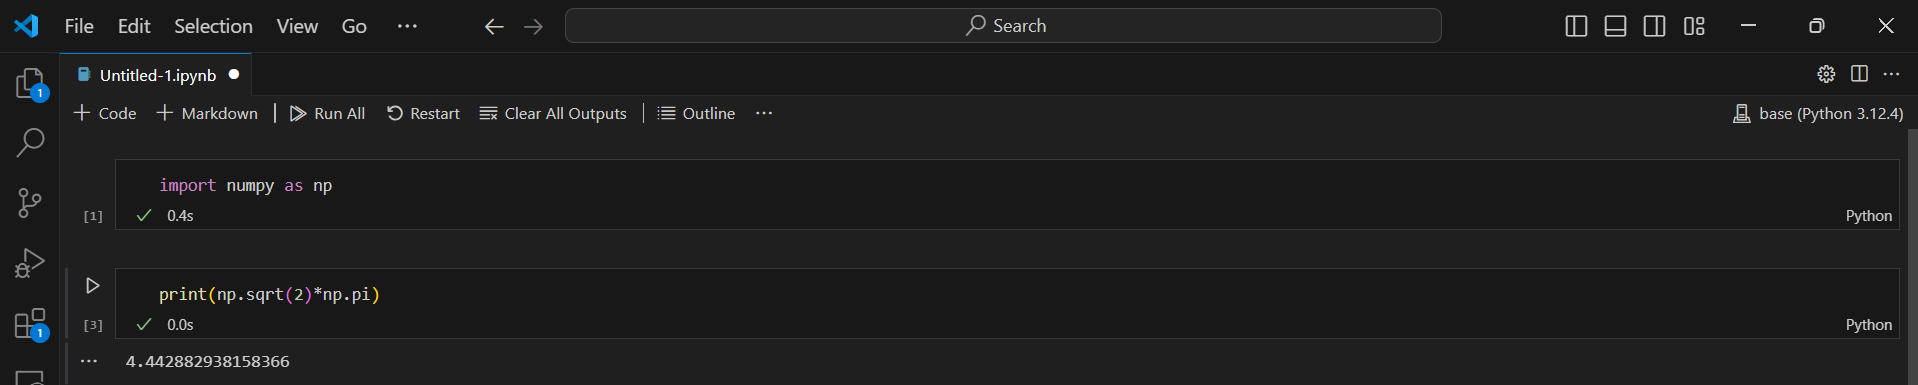 File Edit Selection View Go ··· Search
Untitled-1.ipynb
1
+ Code + Markdown Run All Restart Clear All Outputs Outline ··· base (Python 3.12.4)
import numpy as np
[1] 0.4s Python
print(np.sqrt(2)*np.pi)
[3] 0.0s Python
1
··· 4.442882938158366